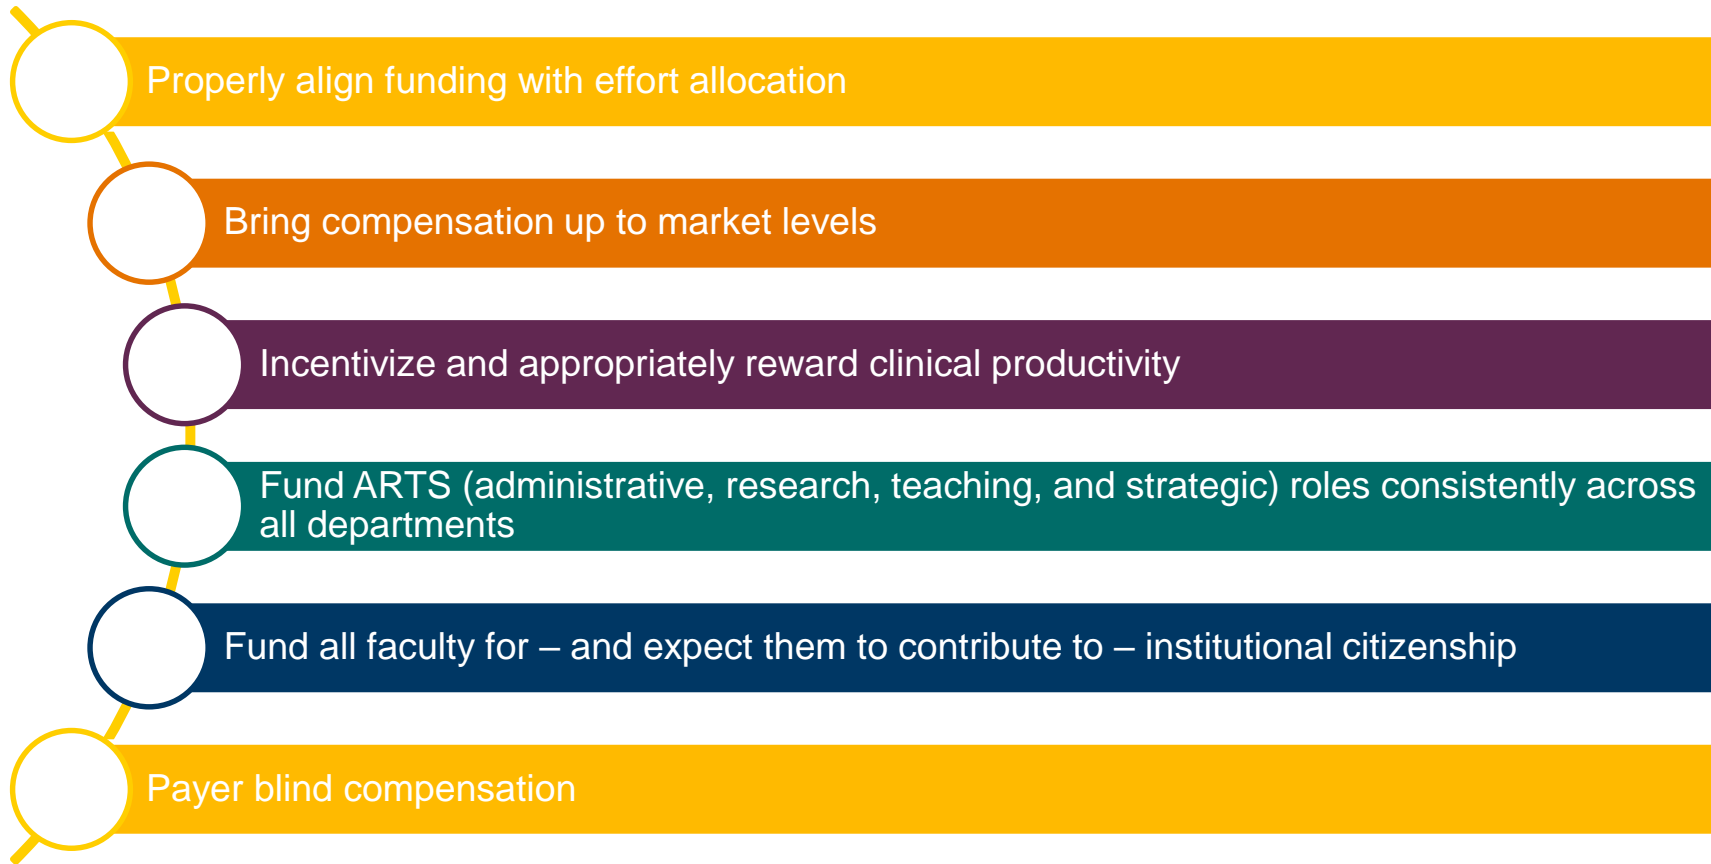 Properly align funding with effort allocation
Bring compensation up to market levels
Incentivize and appropriately reward clinical productivity
Fund ARTS (administrative, research, teaching, and strategic) roles consistently across
all departments
Fund all faculty for – and expect them to contribute to – institutional citizenship
Payer blind compensation